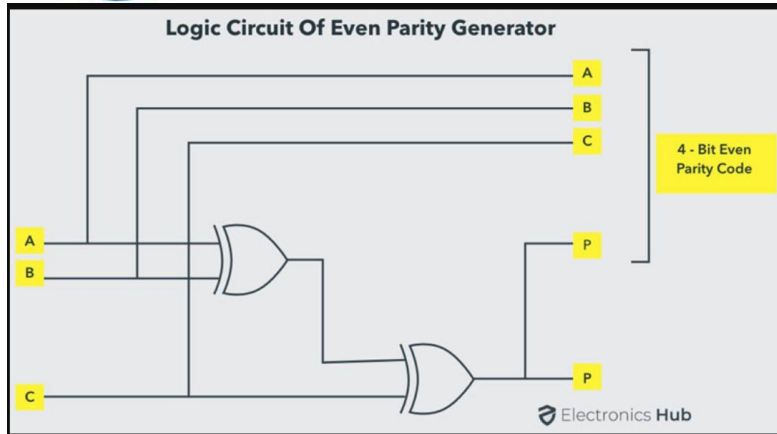 Logic Circuit Of Even Parity Generator
A
B
C
4 - Bit Even
Parity Code
A
B
P
C
P
Electronics Hub